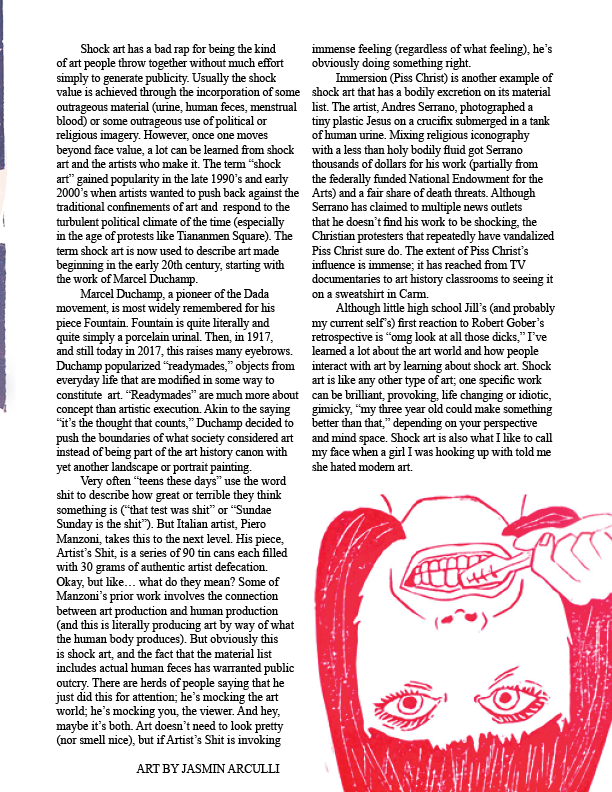 Shock art has a bad rap for being the kind
of art people throw together without much effort
simply to generate publicity. Usually the shock
value is achieved through the incorporation of some
outrageous material (urine, human feces, menstrual
blood) or some outrageous use of political or
religious imagery. However, once one moves
beyond face value, a lot can be learned from shock
art and the artists who make it. The term “shock
art” gained popularity in the late 1990’s and early
2000’s when artists wanted to push back against the
traditional confinements of art and  respond to the
turbulent political climate of the time (especially
in the age of protests like Tiananmen Square). The
term shock art is now used to describe art made
beginning in the early 20th century, starting with
the work of Marcel Duchamp.
Marcel Duchamp, a pioneer of the Dada
movement, is most widely remembered for his
piece Fountain. Fountain is quite literally and
quite simply a porcelain urinal. Then, in 1917,
and still today in 2017, this raises many eyebrows.
Duchamp popularized “readymades,” objects from
everyday life that are modified in some way to
constitute  art. “Readymades” are much more about
concept than artistic execution. Akin to the saying
“it’s the thought that counts,” Duchamp decided to
push the boundaries of what society considered art
instead of being part of the art history canon with
yet another landscape or portrait painting.
Very often “teens these days” use the word
shit to describe how great or terrible they think
something is (“that test was shit” or “Sundae
Sunday is the shit”). But Italian artist, Piero
Manzoni, takes this to the next level. His piece,
Artist’s Shit, is a series of 90 tin cans each filled
with 30 grams of authentic artist defecation.
Okay, but like… what do they mean? Some of
Manzoni’s prior work involves the connection
between art production and human production
(and this is literally producing art by way of what
the human body produces). But obviously this
is shock art, and the fact that the material list
includes actual human feces has warranted public
outcry. There are herds of people saying that he
just did this for attention; he’s mocking the art
world; he’s mocking you, the viewer. And hey,
maybe it’s both. Art doesn’t need to look pretty
(nor smell nice), but if Artist’s Shit is invoking
immense feeling (regardless of what feeling), he’s
obviously doing something right.
Immersion (Piss Christ) is another example of
shock art that has a bodily excretion on its material
list. The artist, Andres Serrano, photographed a
tiny plastic Jesus on a crucifix submerged in a tank
of human urine. Mixing religious iconography
with a less than holy bodily fluid got Serrano
thousands of dollars for his work (partially from
the federally funded National Endowment for the
Arts) and a fair share of death threats. Although
Serrano has claimed to multiple news outlets
that he doesn’t find his work to be shocking, the
Christian protesters that repeatedly have vandalized
Piss Christ sure do. The extent of Piss Christ’s
influence is immense; it has reached from TV
documentaries to art history classrooms to seeing it
on a sweatshirt in Carm.
Although little high school Jill’s (and probably
my current self’s) first reaction to Robert Gober’s
retrospective is “omg look at all those dicks,” I’ve
learned a lot about the art world and how people
interact with art by learning about shock art. Shock
art is like any other type of art; one specific work
can be brilliant, provoking, life changing or idiotic,
gimicky, “my three year old could make something
better than that,” depending on your perspective
and mind space. Shock art is also what I like to call
my face when a girl I was hooking up with told me
she hated modern art.
ART BY JASMIN ARCULLI